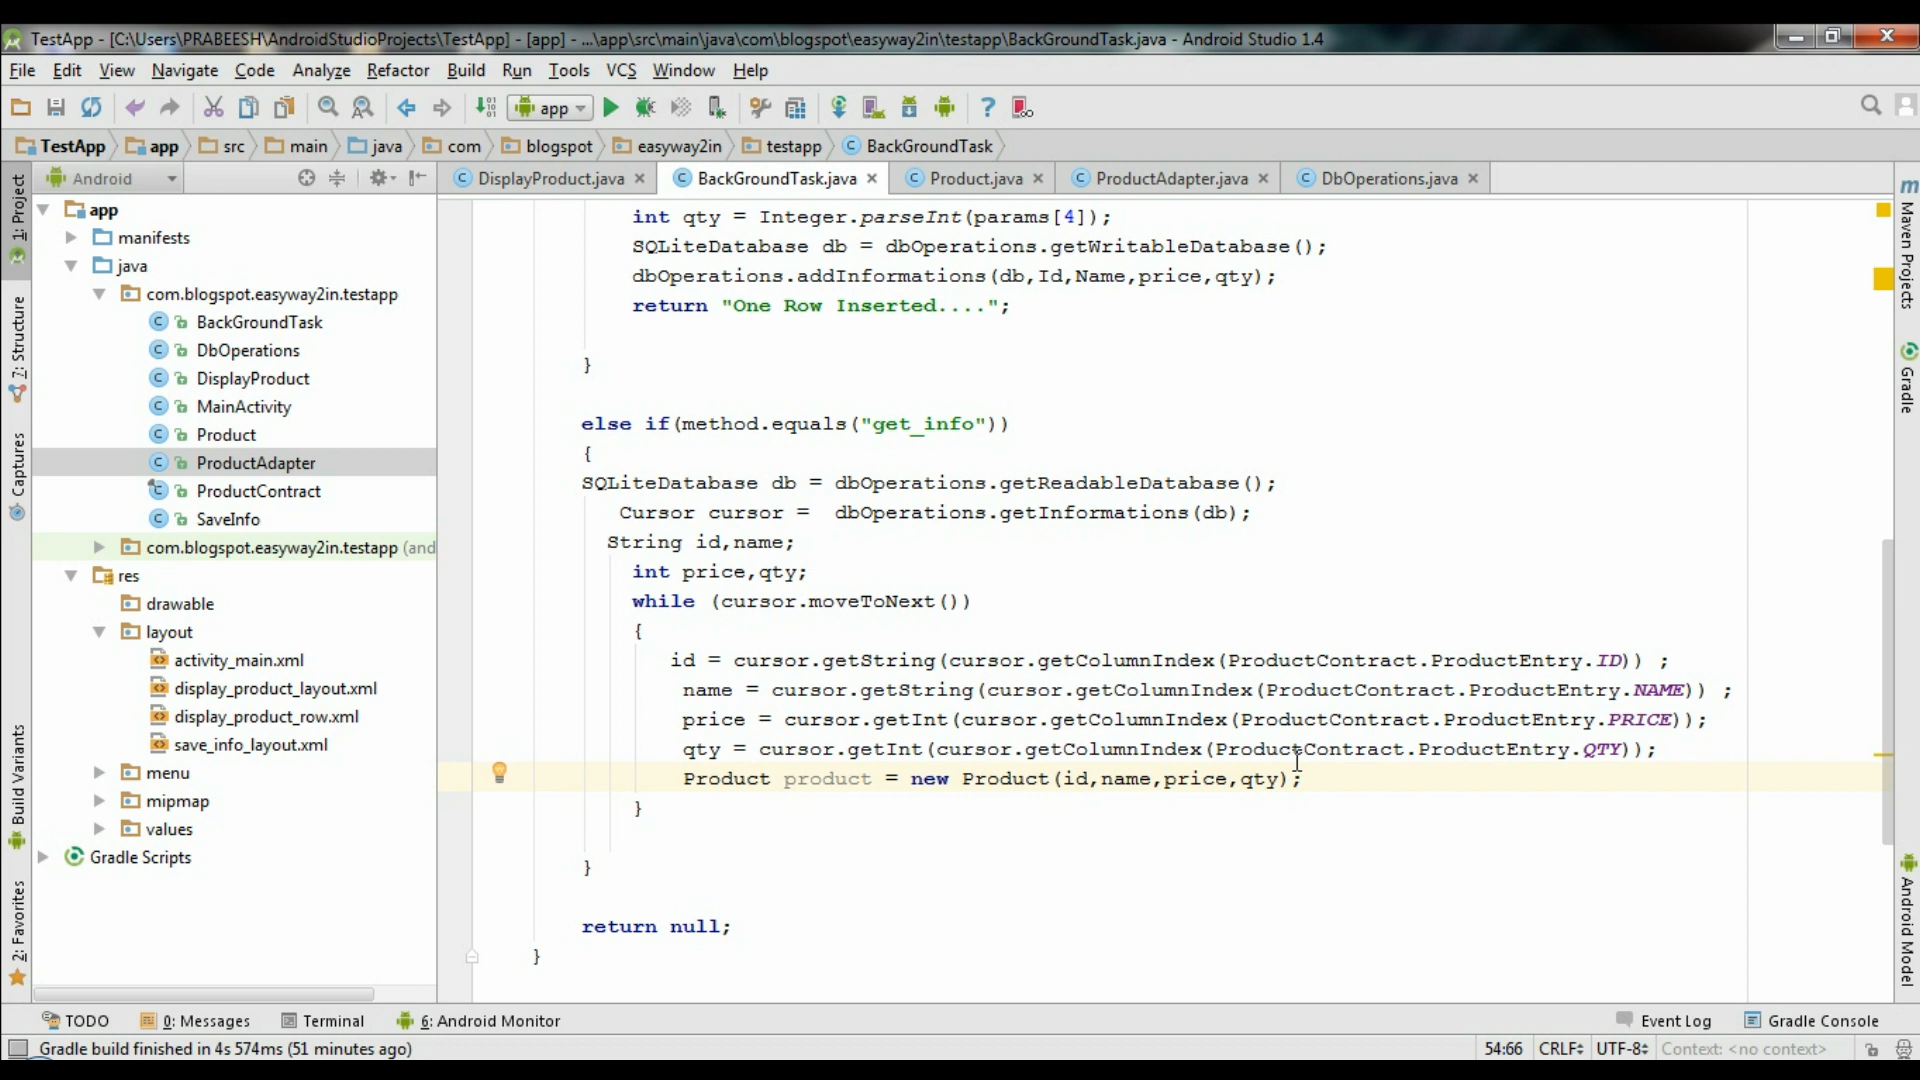 TestApp - [C:\Users\PRABEESH\AndroidStudioProjects\TestApp] - [app] - ...\app\src\main\java\com\blogspot\easyway2in\testapp\BackGroundTask.java - Android Studio 1.4
File Edit View Navigate Code Analyze Refactor Build Run Tools VCS Window Help
app
TestApp app src main java com blogspot easyway2in testapp BackGroundTask
Android
DisplayProduct.java BackGroundTask.java Product.java ProductAdapter.java DbOperations.java
1: Project
7: Structure
Captures
Build Variants
2: Favorites
app
manifests
java
com.blogspot.easyway2in.testapp
BackGroundTask
DbOperations
DisplayProduct
MainActivity
Product
ProductAdapter
ProductContract
SaveInfo
com.blogspot.easyway2in.testapp (and
res
drawable
layout
activity_main.xml
display_product_layout.xml
display_product_row.xml
save_info_layout.xml
menu
mipmap
values
Gradle Scripts
int qty = Integer.parseInt(params[4]);
SQLiteDatabase db = dbOperations.getWritableDatabase();
dbOperations.addInformations(db,Id,Name,price,qty);
return "One Row Inserted....";
}
else if(method.equals("get_info"))
{
SQLiteDatabase db = dbOperations.getReadableDatabase();
Cursor cursor = dbOperations.getInformations(db);
String id,name;
int price,qty;
while (cursor.moveToNext())
{
id = cursor.getString(cursor.getColumnIndex(ProductContract.ProductEntry.ID)) ;
name = cursor.getString(cursor.getColumnIndex(ProductContract.ProductEntry.NAME)) ;
price = cursor.getInt(cursor.getColumnIndex(ProductContract.ProductEntry.PRICE));
qty = cursor.getInt(cursor.getColumnIndex(ProductContract.ProductEntry.QTY));
Product product = new Product(id,name,price,qty);
}
}
return null;
}
Maven Projects
Gradle
Android Model
TODO 0: Messages Terminal 6: Android Monitor Event Log Gradle Console
Gradle build finished in 4s 574ms (51 minutes ago) 54:66 CRLF UTF-8 Context: <no context>